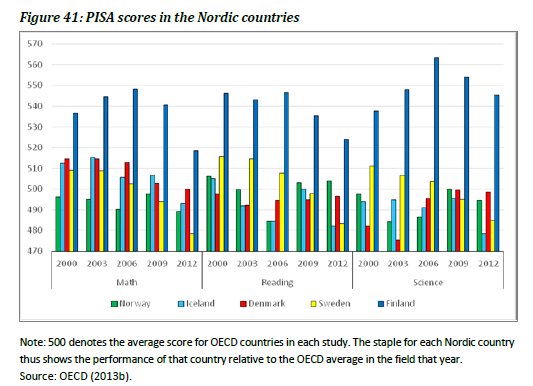 Figure 41: PISA scores in the Nordic countries
570
560
550
540
530
520
510
500
490
480
470
2000 2003 2006 2009 2012 2000 2003 2006 2009 2012 2000 2003 2006 2009 2012
Math Reading Science
Norway Iceland Denmark Sweden Finland
Note: 500 denotes the average score for OECD countries in each study. The staple for each Nordic country
thus shows the performance of that country relative to the OECD average in the field that year.
Source: OECD (2013b).